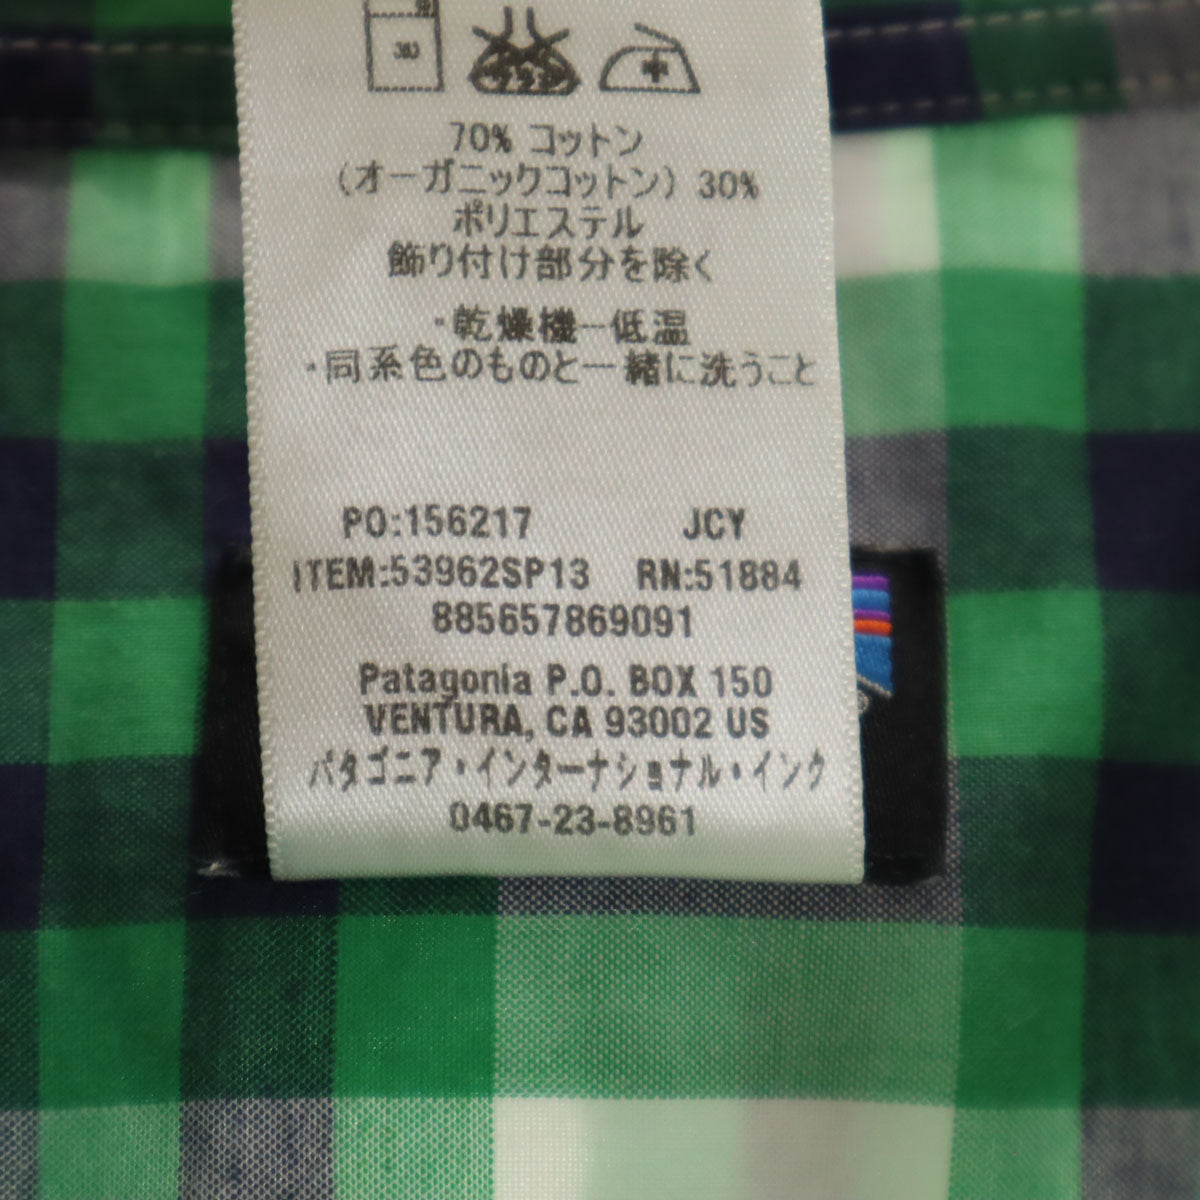 70% コットン
(オーガニックコットン) 30%
ポリエステル
飾り付け部分を除く
・乾燥機ー低温
・同系色のものと一緒に洗うこと
PO:156217 JCY
ITEM:53962SP13 RN:51884
885657869091
Patagonia P.O. BOX 150
VENTURA, CA 93002 US
パタゴニア・インターナショナル・インク
0467-23-8961